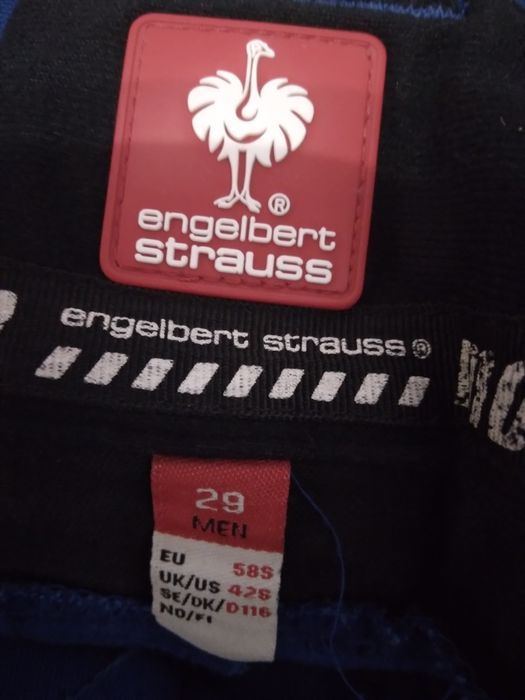 ®
engelbert
strauss
engelbert strauss®
29
MEN
EU 58S
UK/US 42S
SE/DK/ D116
NO/FI